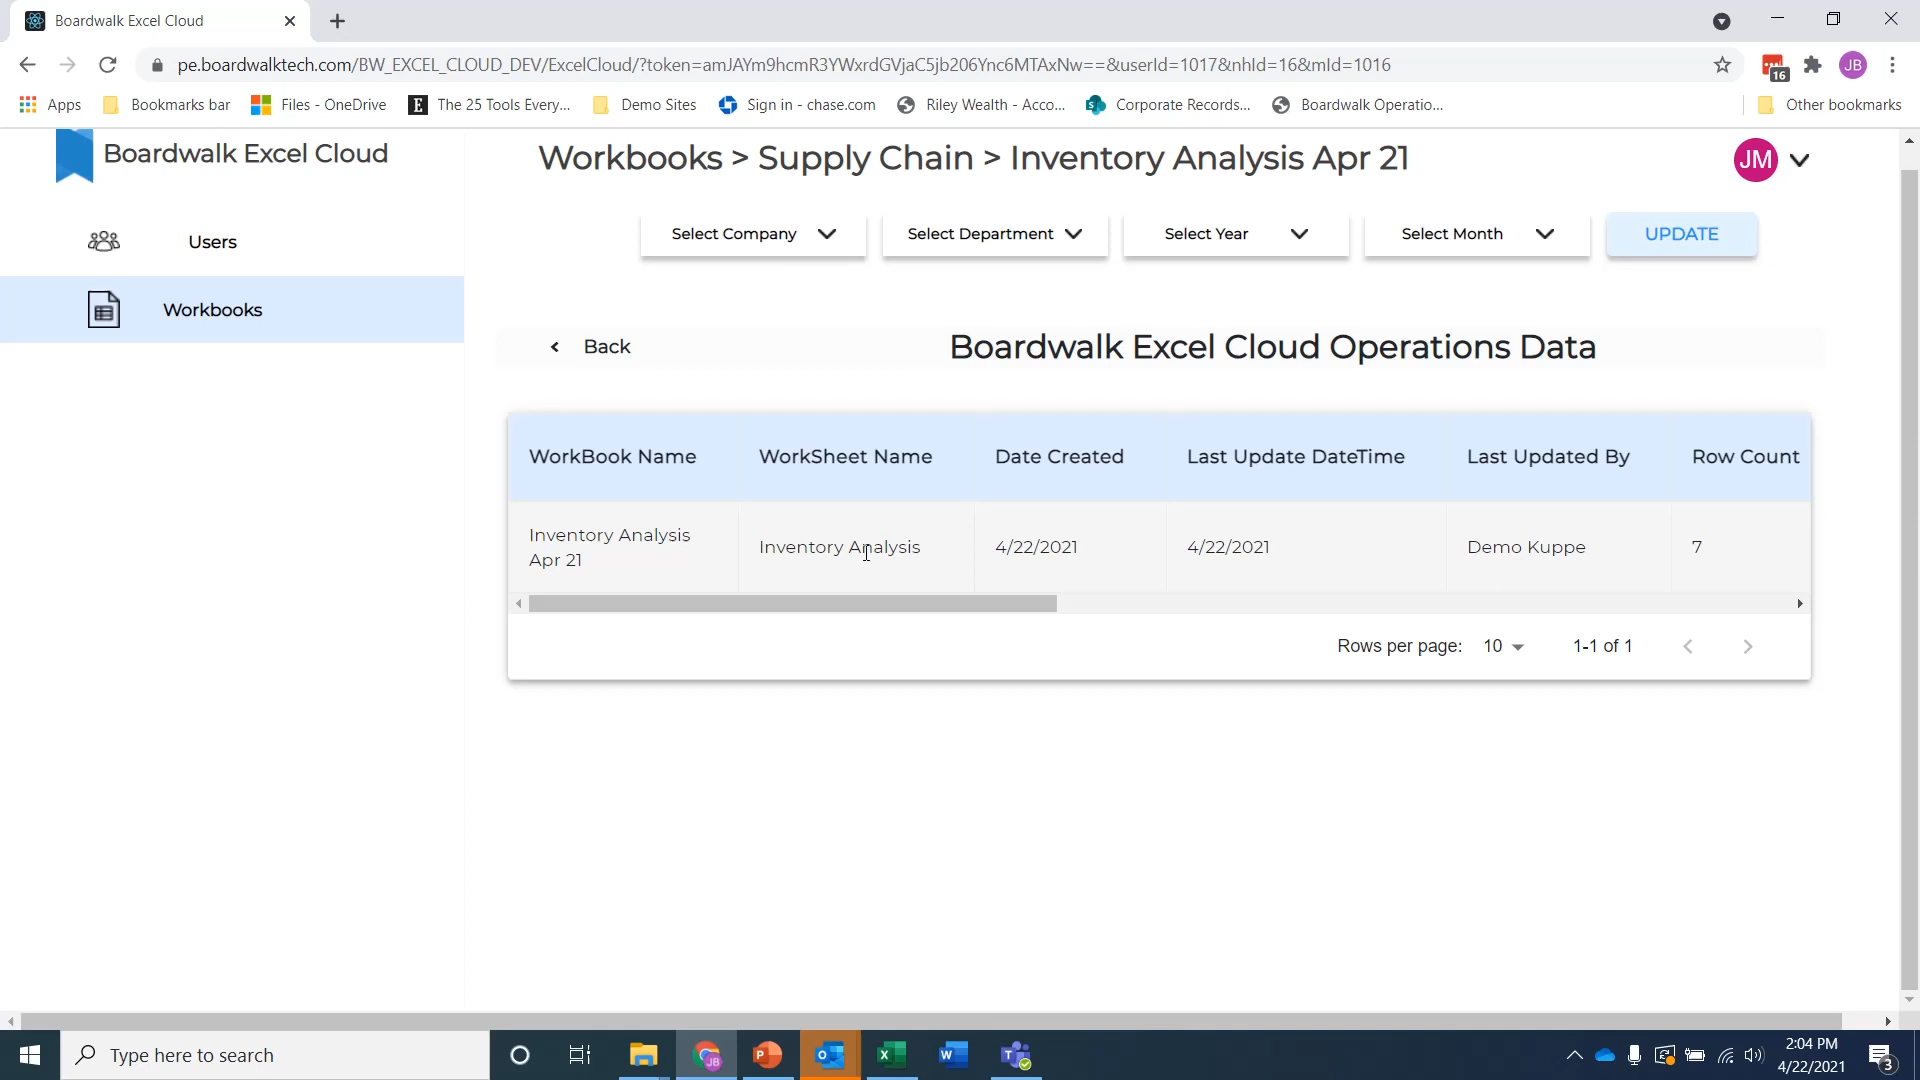 Boardwalk Excel Cloud
pe.boardwalktech.com/BW_EXCEL_CLOUD_DEV/ExcelCloud/?token=amJAYm9hcmR3YWxrdGVjaC5jb206Ync6MTAxNw==&userId=1017&nhId=16&mId=1016
16
JB
Apps
Bookmarks bar
Files - OneDrive
E
The 25 Tools Every...
Demo Sites
Sign in - chase.com
Riley Wealth - Acco...
Corporate Records...
Boardwalk Operatio...
Other bookmarks
Boardwalk Excel Cloud
Workbooks > Supply Chain > Inventory Analysis Apr 21
JM
Users
Select Company
Select Department
Select Year
Select Month
UPDATE
Workbooks
Back
Boardwalk Excel Cloud Operations Data
WorkBook Name
WorkSheet Name
Date Created
Last Update DateTime
Last Updated By
Row Count
Inventory Analysis
Apr 21
Inventory Analysis
4/22/2021
4/22/2021
Demo Kuppe
7
Rows per page:
10
1-1 of 1
Type here to search
2:04 PM
4/22/2021
3